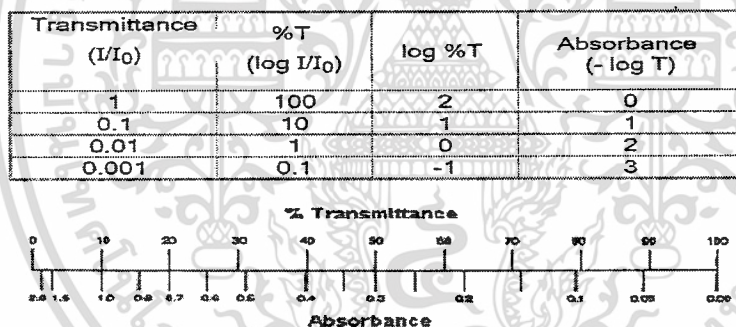 Transmittance (I/I0) %T (log I/I0) log %T Absorbance (- log T)
1 100 2 0
0.1 10 1 1
0.01 1 0 2
0.001 0.1 -1 3
% Transmittance
0 10 20 30 40 50 60 70 80 90 100
2.0 1.5 1.0 0.8 0.7 0.6 0.5 0.4 0.3 0.2 0.1 0.05 0.00
Absorbance